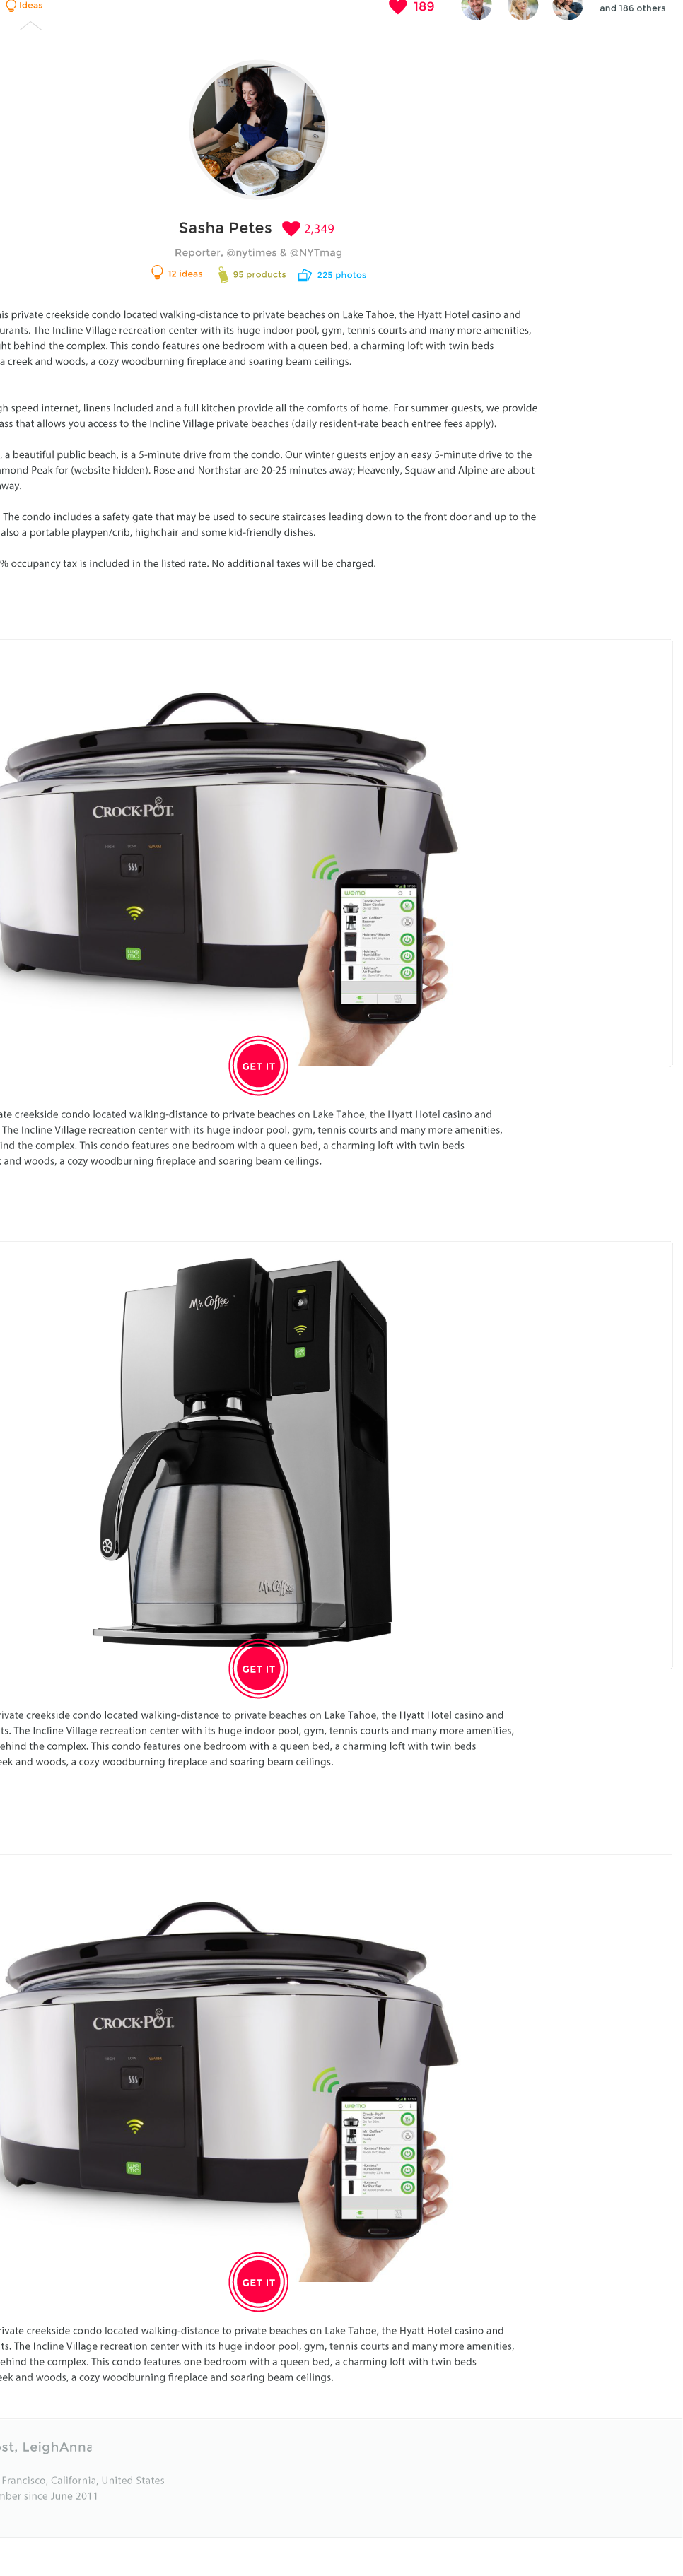 Ideas
189
and 186 others
Sasha Petes 2,349
Reporter, @nytimes & @NYTmag
12 ideas 95 products 225 photos
is private creekside condo located walking-distance to private beaches on Lake Tahoe, the Hyatt Hotel casino and
urants. The Incline Village recreation center with its huge indoor pool, gym, tennis courts and many more amenities,
ht behind the complex. This condo features one bedroom with a queen bed, a charming loft with twin beds
a creek and woods, a cozy woodburning fireplace and soaring beam ceilings.
gh speed internet, linens included and a full kitchen provide all the comforts of home. For summer guests, we provide
ass that allows you access to the Incline Village private beaches (daily resident-rate beach entree fees apply).
, a beautiful public beach, is a 5-minute drive from the condo. Our winter guests enjoy an easy 5-minute drive to the
mond Peak for (website hidden). Rose and Northstar are 20-25 minutes away; Heavenly, Squaw and Alpine are about
way.
The condo includes a safety gate that may be used to secure staircases leading down to the front door and up to the
also a portable playpen/crib, highchair and some kid-friendly dishes.
% occupancy tax is included in the listed rate. No additional taxes will be charged.
CROCK·POT
wemo
GET IT
ate creekside condo located walking-distance to private beaches on Lake Tahoe, the Hyatt Hotel casino and
The Incline Village recreation center with its huge indoor pool, gym, tennis courts and many more amenities,
ind the complex. This condo features one bedroom with a queen bed, a charming loft with twin beds
and woods, a cozy woodburning fireplace and soaring beam ceilings.
Mr. Coffee
Mr. Coffee
GET IT
rivate creekside condo located walking-distance to private beaches on Lake Tahoe, the Hyatt Hotel casino and
ts. The Incline Village recreation center with its huge indoor pool, gym, tennis courts and many more amenities,
ehind the complex. This condo features one bedroom with a queen bed, a charming loft with twin beds
eek and woods, a cozy woodburning fireplace and soaring beam ceilings.
CROCK·POT
wemo
GET IT
rivate creekside condo located walking-distance to private beaches on Lake Tahoe, the Hyatt Hotel casino and
ts. The Incline Village recreation center with its huge indoor pool, gym, tennis courts and many more amenities,
ehind the complex. This condo features one bedroom with a queen bed, a charming loft with twin beds
eek and woods, a cozy woodburning fireplace and soaring beam ceilings.
ost, LeighAnna
Francisco, California, United States
mber since June 2011